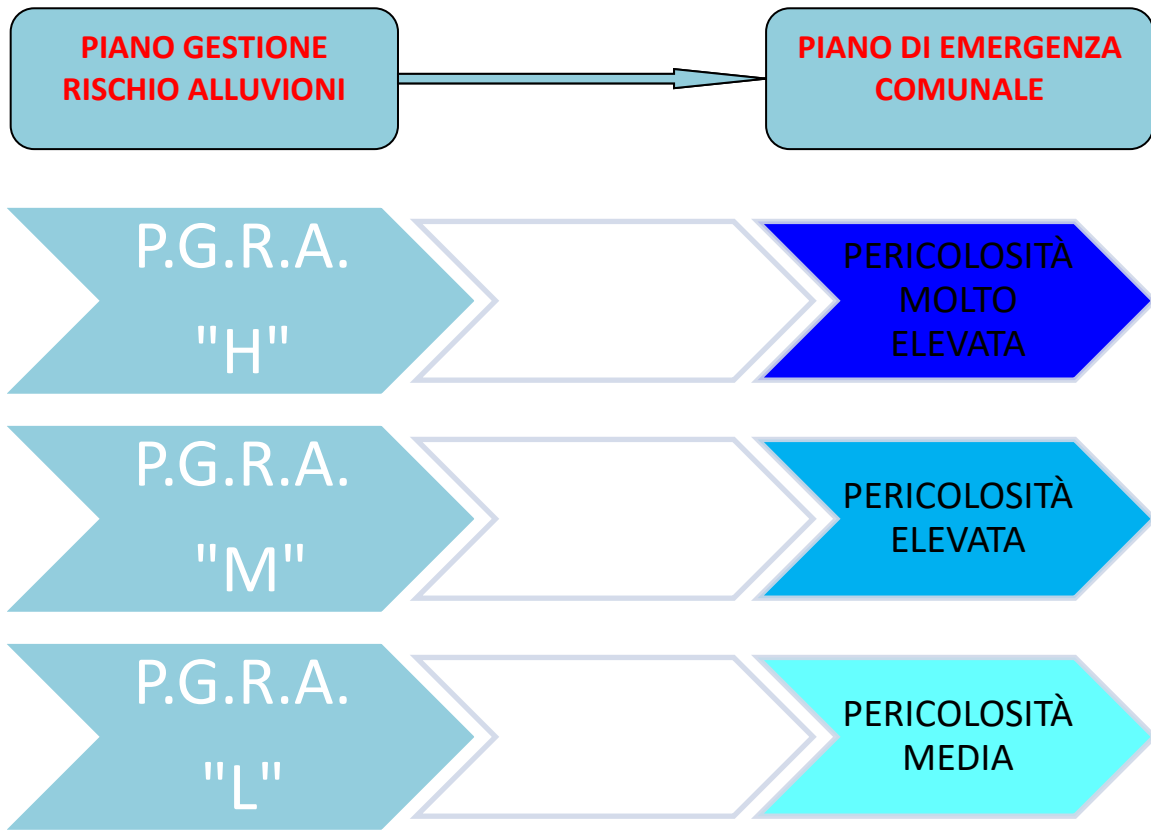 PIANO GESTIONE
RISCHIO ALLUVIONI
PIANO DI EMERGENZA
COMUNALE
P.G.R.A.
"H"
PERICOLOSITÀ
MOLTO
ELEVATA
P.G.R.A.
"M"
PERICOLOSITÀ
ELEVATA
P.G.R.A.
"L"
PERICOLOSITÀ
MEDIA